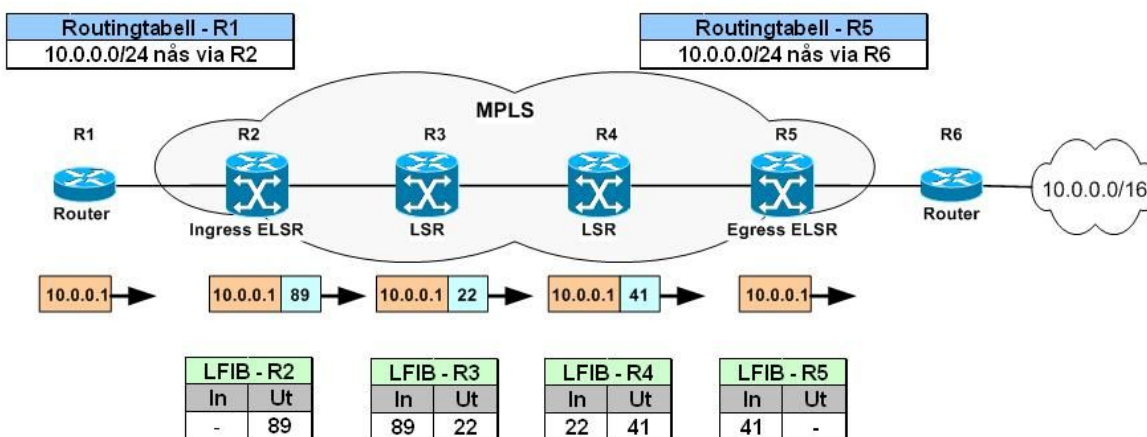 Routingtabell - R1
10.0.0.0/24 nås via R2
Routingtabell - R5
10.0.0.0/24 nås via R6
MPLS
R1 R2 R3 R4 R5 R6
10.0.0.0/16
Router Ingress ELSR LSR LSR Egress ELSR Router
10.0.0.1 10.0.0.1 89 10.0.0.1 22 10.0.0.1 41 10.0.0.1
LFIB - R2 LFIB - R3 LFIB - R4 LFIB - R5
In Ut In Ut In Ut In Ut
- 89 89 22 22 41 41 -